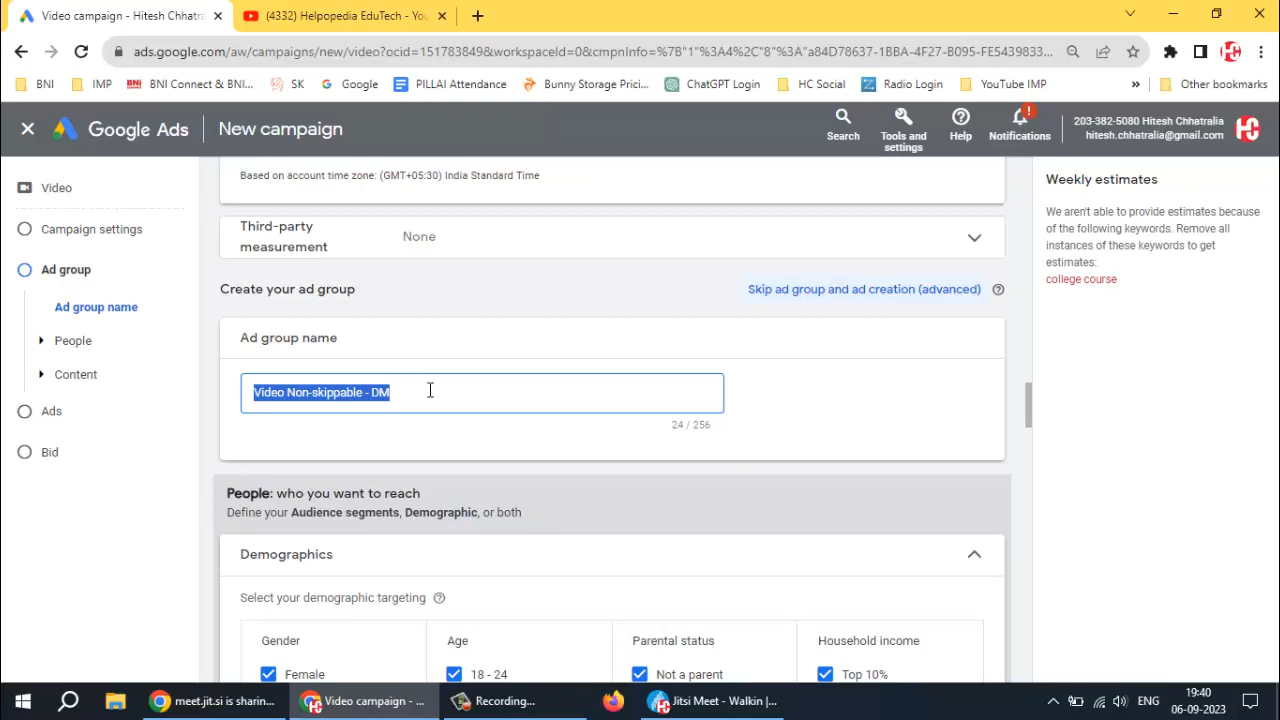 Video campaign - Hitesh Chhatra
(4332) Helpopedia EduTech - You
ads.google.com/aw/campaigns/new/video?ocid=151783849&workspaceId=0&cmpnInfo=%7B"1"%3A4%2C"8"%3A"a84D78637-1BBA-4F27-B095-FE5439833...
BNI
IMP
BNI Connect & BNI...
SK
Google
PILLAI Attendance
Bunny Storage Prici...
ChatGPT Login
HC Social
Radio Login
YouTube IMP
»
Other bookmarks
Google Ads
New campaign
Search
Tools and
settings
Help
Notifications
203-382-5080 Hitesh Chhatralia
hitesh.chhatralia@gmail.com
Video
Campaign settings
Ad group
Ad group name
People
Content
Ads
Bid
Based on account time zone: (GMT+05:30) India Standard Time
Third-party
measurement
None
Create your ad group
Skip ad group and ad creation (advanced)
Ad group name
Video Non-skippable - DM
24 / 256
People: who you want to reach
Define your Audience segments, Demographic, or both
Demographics
Select your demographic targeting
Gender
Age
Parental status
Household income
Female
18 - 24
Not a parent
Top 10%
Weekly estimates
We aren't able to provide estimates because
of the following keywords. Remove all
instances of these keywords to get
estimates:
college course
meet.jit.si is sharin...
Video campaign - ...
Recording...
Jitsi Meet - Walkin |...
ENG
19:40
06-09-2023